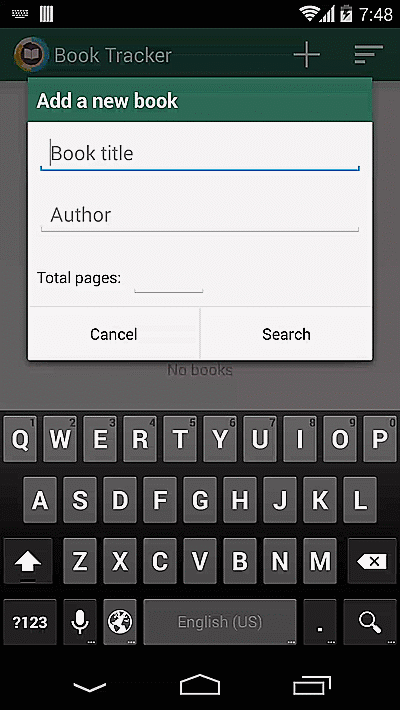 7:48
Book Tracker
Add a new book
Book title
Author
Total pages:
Cancel Search
No books
1 2 3 4 5 6 7 8 9 0
Q W E R T Y U I O P
A S D F G H J K L
Z X C V B N M
?123 ... ... English (US) ... . ...